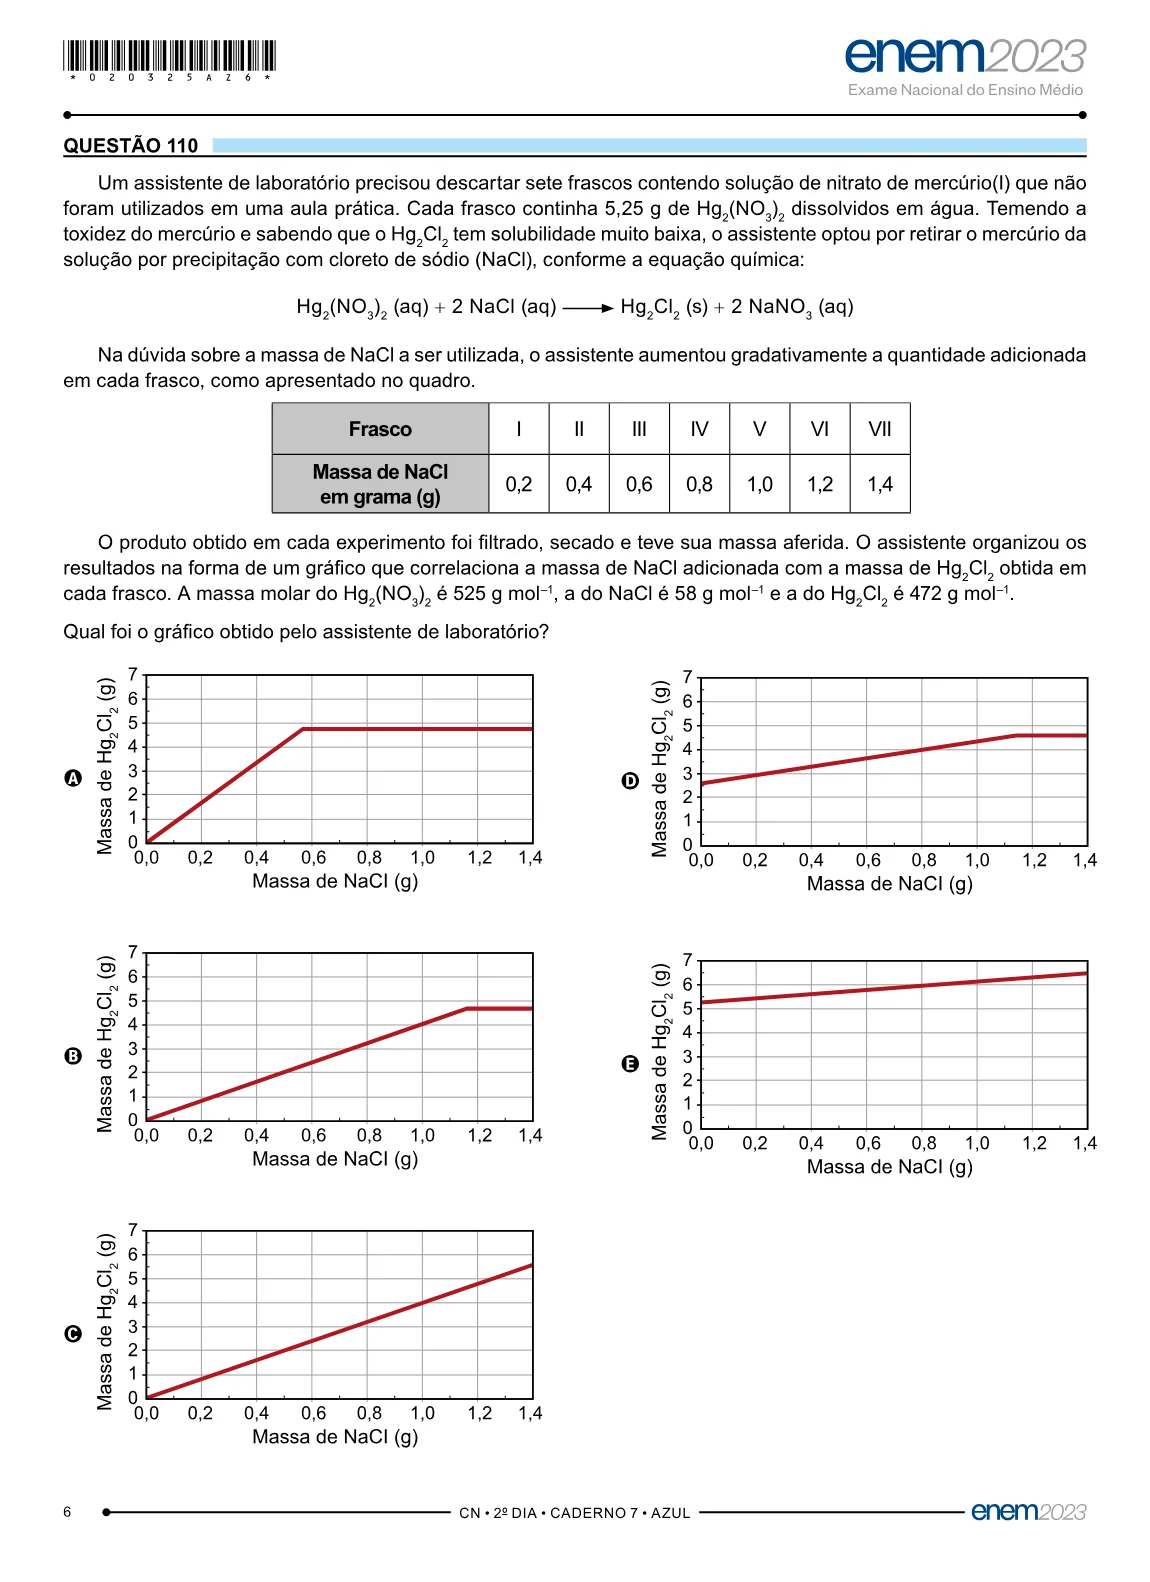 *020325AZ6*
enem2023
Exame Nacional do Ensino Médio
QUESTÃO 110
Um assistente de laboratório precisou descartar sete frascos contendo solução de nitrato de mercúrio(I) que não
foram utilizados em uma aula prática. Cada frasco continha 5,25 g de Hg2(NO3)2 dissolvidos em água. Temendo a
toxidez do mercúrio e sabendo que o Hg2Cl2 tem solubilidade muito baixa, o assistente optou por retirar o mercúrio da
solução por precipitação com cloreto de sódio (NaCl), conforme a equação química:
Hg2(NO3)2 (aq) + 2 NaCl (aq) ⟶ Hg2Cl2 (s) + 2 NaNO3 (aq)
Na dúvida sobre a massa de NaCl a ser utilizada, o assistente aumentou gradativamente a quantidade adicionada
em cada frasco, como apresentado no quadro.
Frasco I II III IV V VI VII
Massa de NaCl
em grama (g) 0,2 0,4 0,6 0,8 1,0 1,2 1,4
O produto obtido em cada experimento foi filtrado, secado e teve sua massa aferida. O assistente organizou os
resultados na forma de um gráfico que correlaciona a massa de NaCl adicionada com a massa de Hg2Cl2 obtida em
cada frasco. A massa molar do Hg2(NO3)2 é 525 g mol–1, a do NaCl é 58 g mol–1 e a do Hg2Cl2 é 472 g mol–1.
Qual foi o gráfico obtido pelo assistente de laboratório?
A
Massa de Hg2Cl2 (g)
7
6
5
4
3
2
1
0
0,0 0,2 0,4 0,6 0,8 1,0 1,2 1,4
Massa de NaCl (g)
B
Massa de Hg2Cl2 (g)
7
6
5
4
3
2
1
0
0,0 0,2 0,4 0,6 0,8 1,0 1,2 1,4
Massa de NaCl (g)
C
Massa de Hg2Cl2 (g)
7
6
5
4
3
2
1
0
0,0 0,2 0,4 0,6 0,8 1,0 1,2 1,4
Massa de NaCl (g)
D
Massa de Hg2Cl2 (g)
7
6
5
4
3
2
1
0
0,0 0,2 0,4 0,6 0,8 1,0 1,2 1,4
Massa de NaCl (g)
E
Massa de Hg2Cl2 (g)
7
6
5
4
3
2
1
0
0,0 0,2 0,4 0,6 0,8 1,0 1,2 1,4
Massa de NaCl (g)
6
CN • 2º DIA • CADERNO 7 • AZUL
enem2023